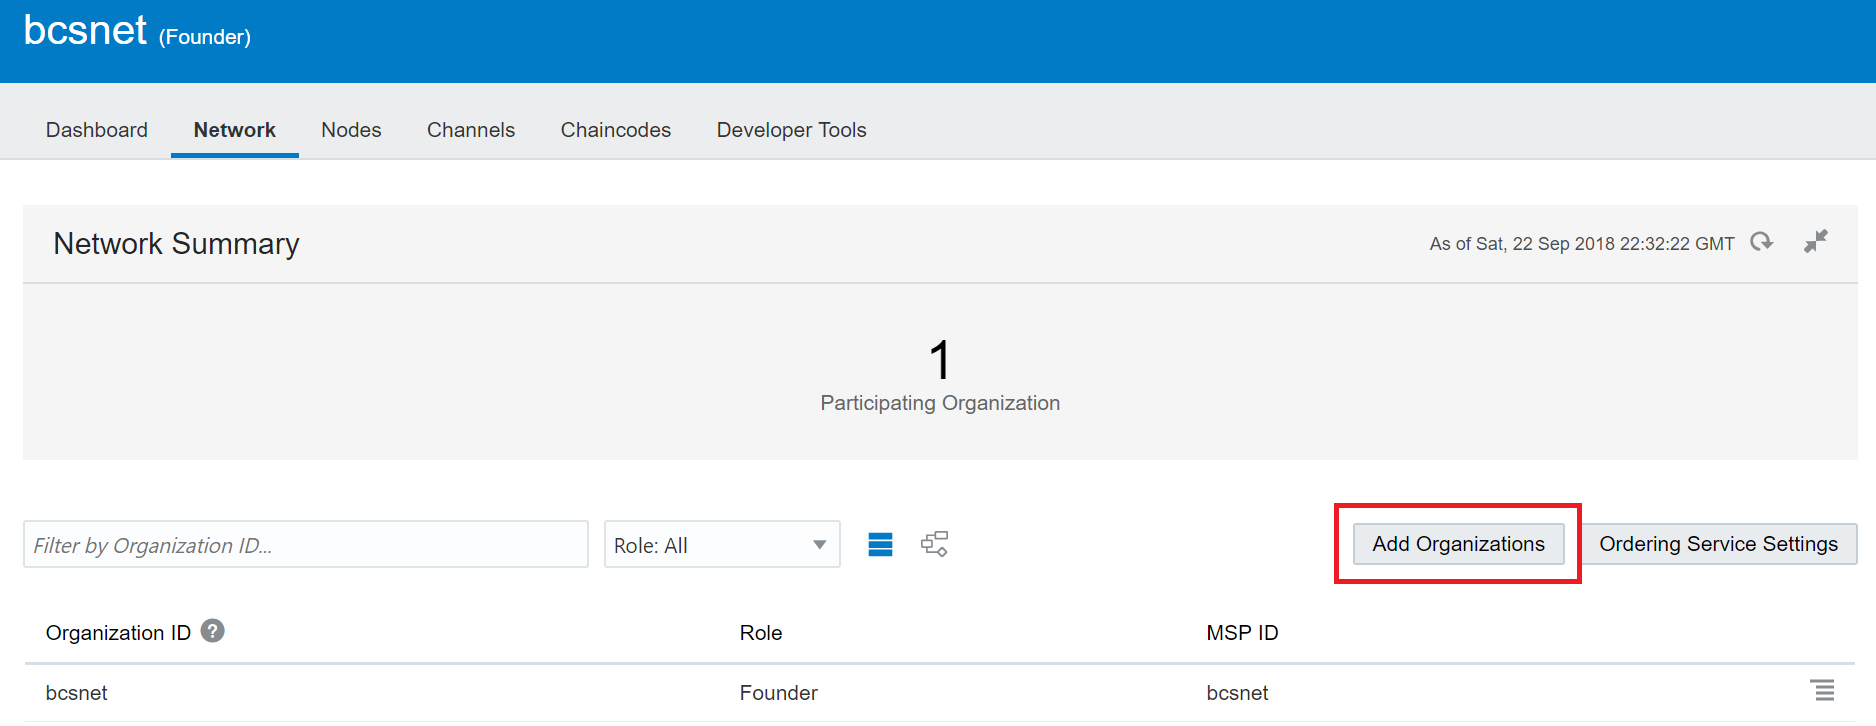 bcsnet (Founder)
Dashboard Network Nodes Channels Chaincodes Developer Tools
Network Summary As of Sat, 22 Sep 2018 22:32:22 GMT
1
Participating Organization
Filter by Organization ID... Role: All Add Organizations Ordering Service Settings
Organization ID ? Role MSP ID
bcsnet Founder bcsnet